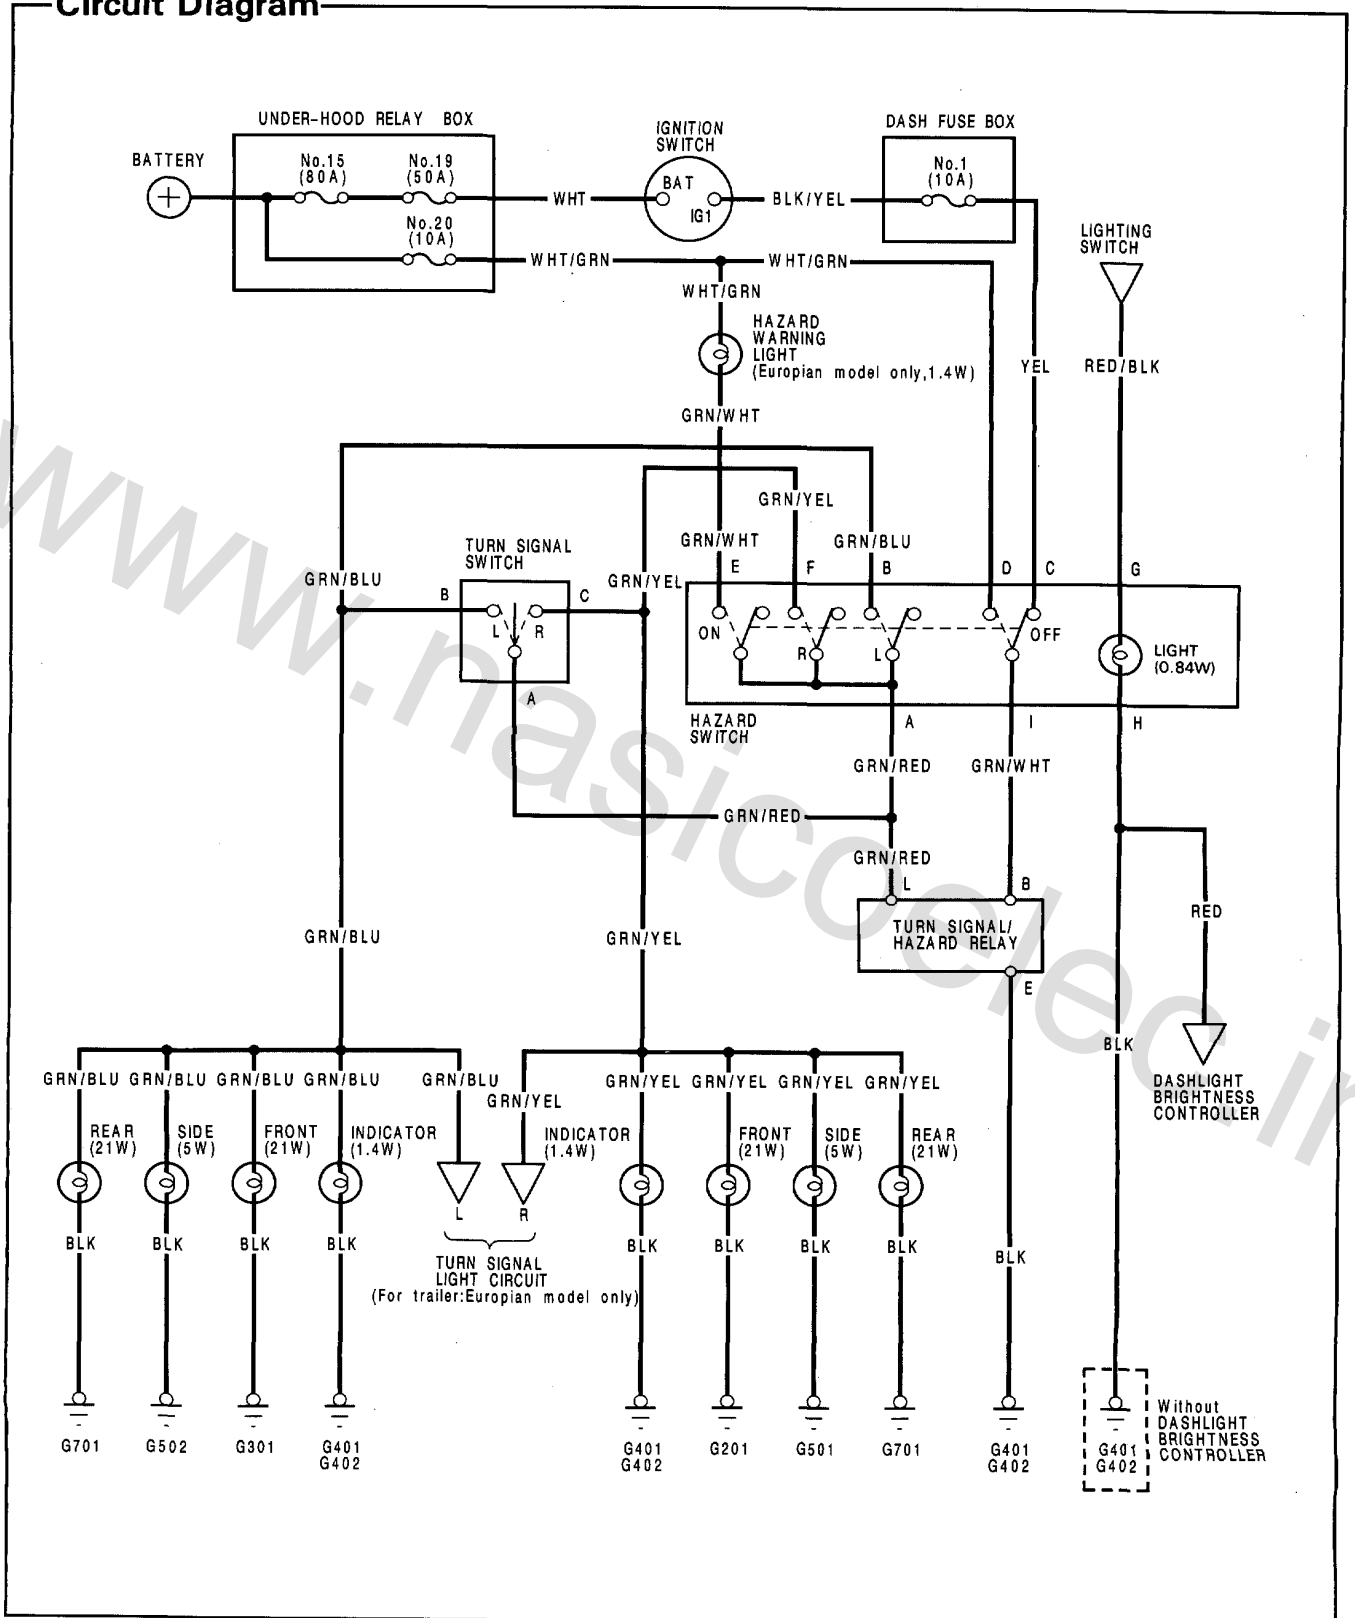 Circuit Diagram
UNDER-HOOD RELAY BOX
IGNITION
SWITCH
DASH FUSE BOX
BATTERY
No.15
(80A)
No.19
(50A)
No.1
(10A)
BAT
IG1
WHT
BLK/YEL
No.20
(10A)
LIGHTING
SWITCH
WHT/GRN
WHT/GRN
WHT/GRN
HAZARD
WARNING
LIGHT
(Europian model only,1.4W)
YEL
RED/BLK
GRN/WHT
GRN/YEL
GRN/WHT
GRN/BLU
TURN SIGNAL
SWITCH
GRN/BLU
GRN/YEL
E
F
B
D
C
G
B
C
L
R
ON
R
L
OFF
LIGHT
(0.84W)
A
HAZARD
SWITCH
A
I
H
GRN/RED
GRN/WHT
GRN/RED
GRN/RED
L
B
TURN SIGNAL/
HAZARD RELAY
E
RED
GRN/BLU
GRN/YEL
BLK
DASHLIGHT
BRIGHTNESS
CONTROLLER
GRN/BLU
GRN/BLU
GRN/BLU
GRN/BLU
GRN/BLU
GRN/YEL
GRN/YEL
GRN/YEL
GRN/YEL
GRN/YEL
REAR
(21W)
SIDE
(5W)
FRONT
(21W)
INDICATOR
(1.4W)
INDICATOR
(1.4W)
FRONT
(21W)
SIDE
(5W)
REAR
(21W)
L
R
BLK
BLK
BLK
BLK
BLK
BLK
BLK
BLK
BLK
TURN SIGNAL
LIGHT CIRCUIT
(For trailer:Europian model only)
G701
G502
G301
G401
G402
G401
G402
G201
G501
G701
G401
G402
G401
G402
Without
DASHLIGHT
BRIGHTNESS
CONTROLLER
www.nasicoelec.ir